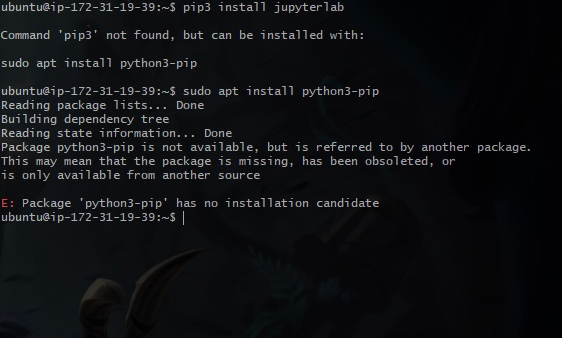 ubuntu@ip-172-31-19-39:~$ pip3 install jupyterlab
Command 'pip3' not found, but can be installed with:
sudo apt install python3-pip
ubuntu@ip-172-31-19-39:~$ sudo apt install python3-pip
Reading package lists... Done
Building dependency tree
Reading state information... Done
Package python3-pip is not available, but is referred to by another package.
This may mean that the package is missing, has been obsoleted, or
is only available from another source
E: Package 'python3-pip' has no installation candidate
ubuntu@ip-172-31-19-39:~$